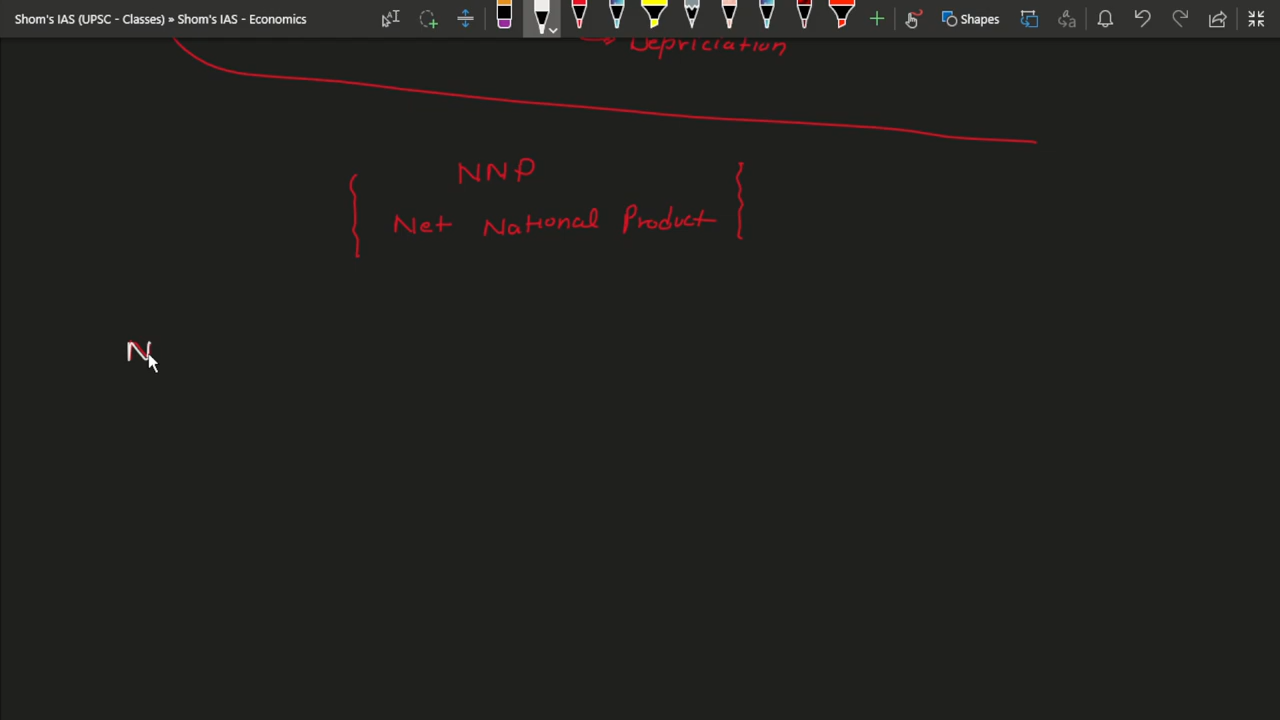 Shom's IAS (UPSC - Classes) » Shom's IAS - Economics
Shapes
Depriciation
NNP
Net National Product
N